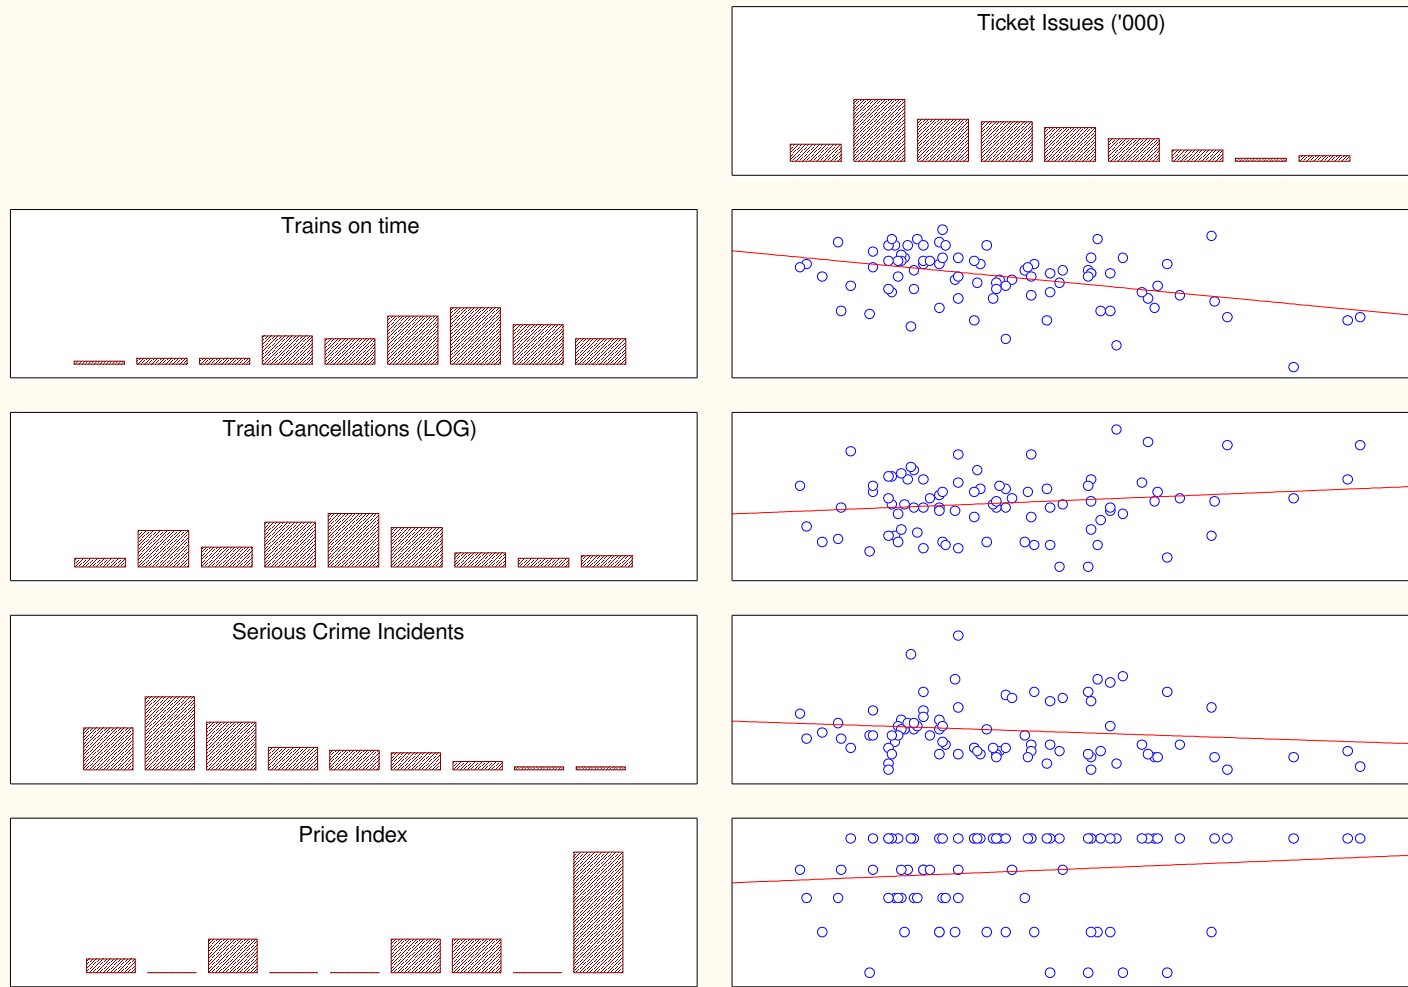 Ticket Issues ('000)
Trains on time
Train Cancellations (LOG)
Serious Crime Incidents
Price Index